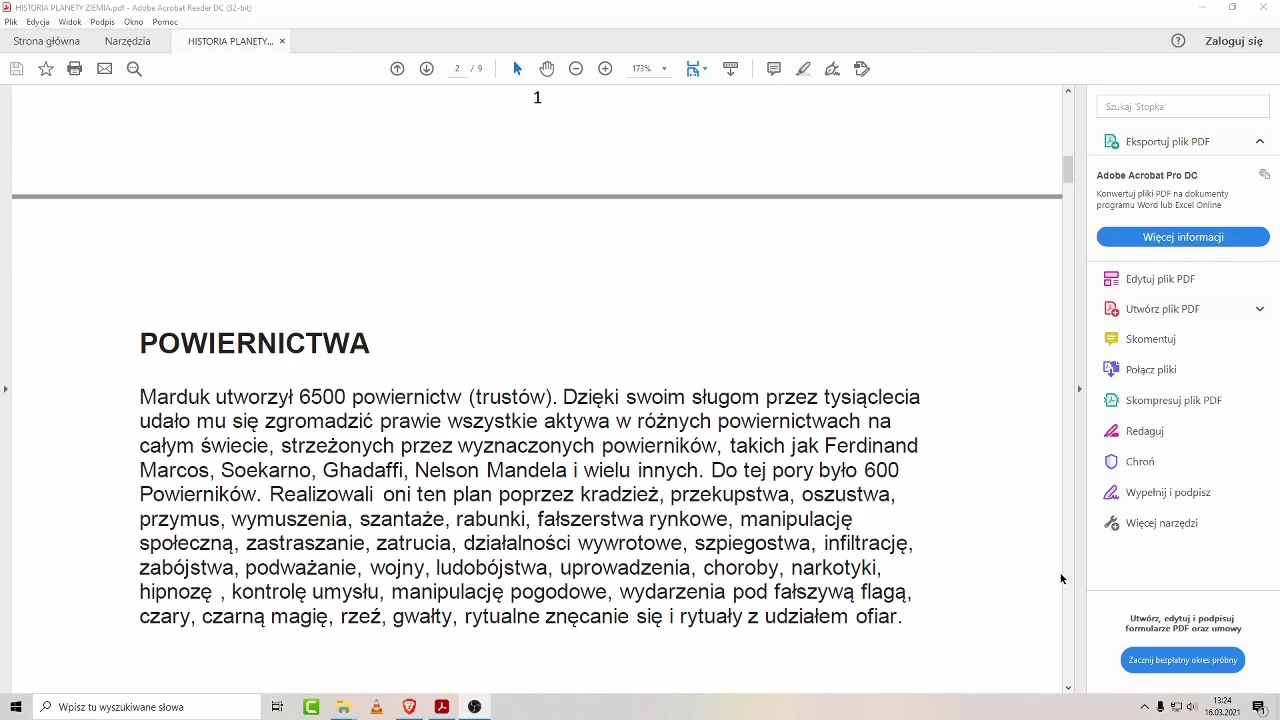 HISTORIA PLANETY ZIEMIA.pdf - Adobe Acrobat Reader DC (32-bit)
Plik Edycja Widok Podpis Okno Pomoc
Strona główna Narzędzia HISTORIA PLANETY... × Zaloguj się
2 / 9 173%
1
POWIERNICTWA
Marduk utworzył 6500 powiernictw (trustów). Dzięki swoim sługom przez tysiąclecia
udało mu się zgromadzić prawie wszystkie aktywa w różnych powiernictwach na
całym świecie, strzeżonych przez wyznaczonych powierników, takich jak Ferdinand
Marcos, Soekarno, Ghadaffi, Nelson Mandela i wielu innych. Do tej pory było 600
Powierników. Realizowali oni ten plan poprzez kradzież, przekupstwa, oszustwa,
przymus, wymuszenia, szantaże, rabunki, fałszerstwa rynkowe, manipulację
społeczną, zastraszanie, zatrucia, działalności wywrotowe, szpiegostwa, infiltrację,
zabójstwa, podważanie, wojny, ludobójstwa, uprowadzenia, choroby, narkotyki,
hipnozę , kontrolę umysłu, manipulację pogodowe, wydarzenia pod fałszywą flagą,
czary, czarną magię, rzeź, gwałty, rytualne znęcanie się i rytuały z udziałem ofiar.
Szukaj 'Stopka'
Eksportuj plik PDF
Adobe Acrobat Pro DC
Konwertuj pliki PDF na dokumenty
programu Word lub Excel Online
Więcej informacji
Edytuj plik PDF
Utwórz plik PDF
Skomentuj
Połącz pliki
Skompresuj plik PDF
Redaguj
Chroń
Wypełnij i podpisz
Więcej narzędzi
Utwórz, edytuj i podpisuj
formularze PDF oraz umowy
Zacznij bezpłatny okres próbny
Wpisz tu wyszukiwane słowa
13:24
16.03.2021
1